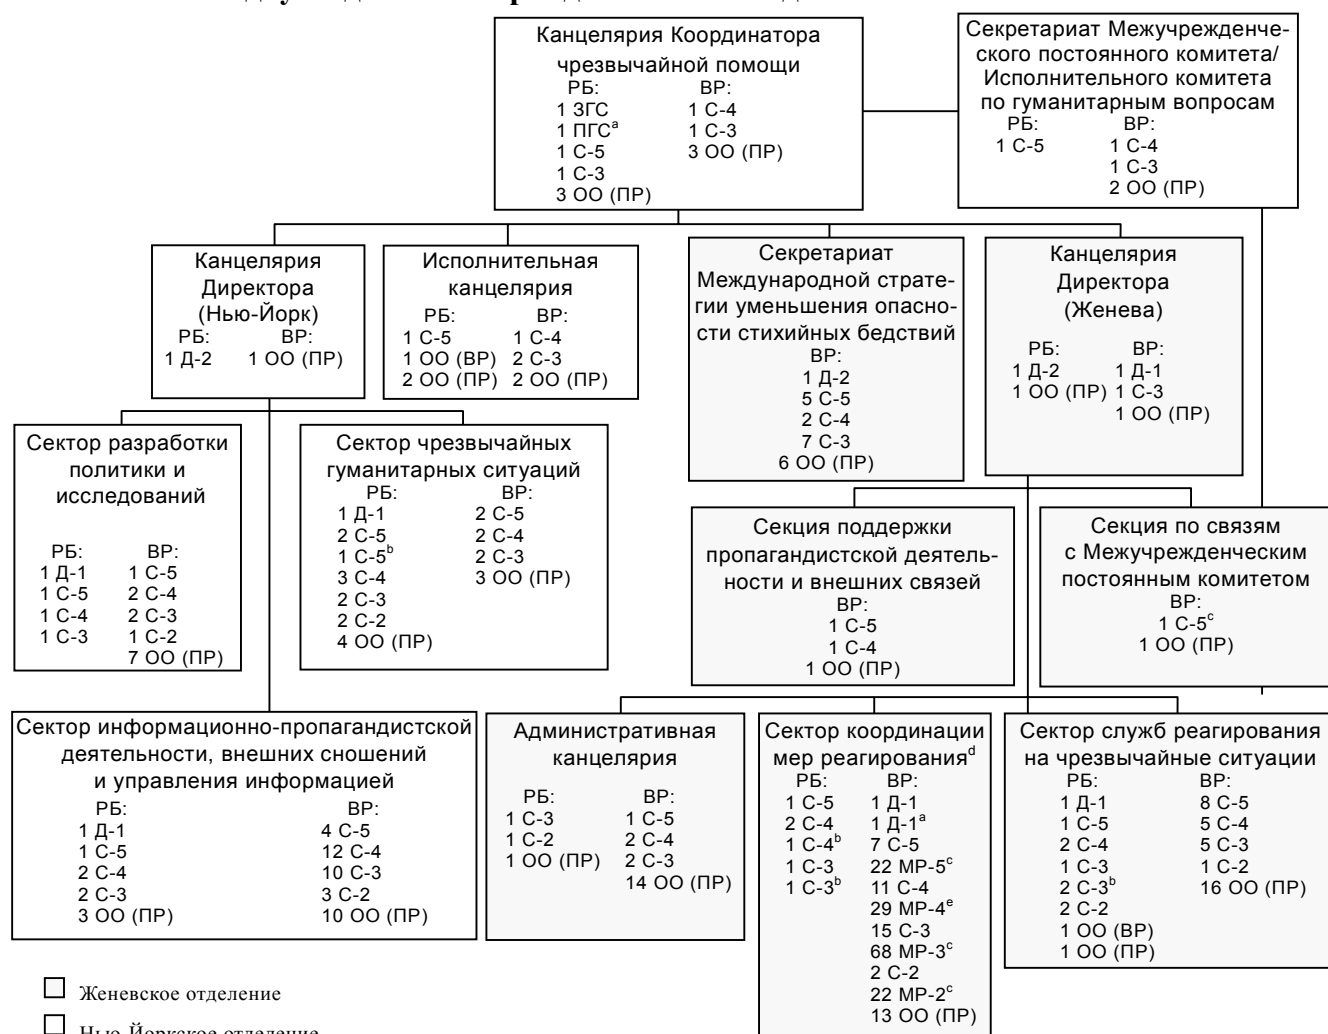 Канцелярия Координатора
чрезвычайной помощи
РБ: ВР:
1 ЗГС 1 С-4
1 ПГСa 1 С-3
1 С-5 3 ОО (ПР)
1 С-3
3 ОО (ПР)
Секретариат Межучрежденче-
ского постоянного комитета/
Исполнительного комитета
по гуманитарным вопросам
РБ: ВР:
1 С-5 1 С-4
1 С-3
2 ОО (ПР)
Канцелярия
Директора
(Нью-Йорк)
РБ: ВР:
1 Д-2 1 ОО (ПР)
Исполнительная
канцелярия
РБ: ВР:
1 С-5 1 С-4
1 ОО (ВР) 2 С-3
2 ОО (ПР) 2 ОО (ПР)
Секретариат
Международной страте-
гии уменьшения опасно-
сти стихийных бедствий
ВР:
1 Д-2
5 С-5
2 С-4
7 С-3
6 ОО (ПР)
Канцелярия
Директора
(Женева)
РБ: ВР:
1 Д-2 1 Д-1
1 ОО (ПР) 1 С-3
1 ОО (ПР)
Сектор разработки
политики и
исследований
РБ: ВР:
1 Д-1 1 С-5
1 С-5 2 С-4
1 С-4 2 С-3
1 С-3 1 С-2
7 ОО (ПР)
Сектор чрезвычайных
гуманитарных ситуаций
РБ: ВР:
1 Д-1 2 С-5
2 С-5 2 С-4
1 С-5b 2 С-3
3 С-4 3 ОО (ПР)
2 С-3
2 С-2
4 ОО (ПР)
Секция поддержки
пропагандистской деятель-
ности и внешних связей
ВР:
1 С-5
1 С-4
1 ОО (ПР)
Секция по связям
с Межучрежденческим
постоянным комитетом
ВР:
1 С-5c
1 ОО (ПР)
Сектор информационно-пропагандистской
деятельности, внешних сношений
и управления информацией
РБ: ВР:
1 Д-1 4 С-5
1 С-5 12 С-4
2 С-4 10 С-3
2 С-3 3 С-2
3 ОО (ПР) 10 ОО (ПР)
Административная
канцелярия
РБ: ВР:
1 С-3 1 С-5
1 С-2 2 С-4
1 ОО (ПР) 2 С-3
14 ОО (ПР)
Сектор координации
мер реагированияd
РБ: ВР:
1 С-5 1 Д-1
2 С-4 1 Д-1a
1 С-4b 7 С-5
1 С-3 22 МР-5c
1 С-3b 11 С-4
29 МР-4e
15 С-3
68 МР-3c
2 С-2
22 МР-2c
13 ОО (ПР)
Сектор служб реагирования
на чрезвычайные ситуации
РБ: ВР:
1 Д-1 8 С-5
1 С-5 5 С-4
2 С-4 5 С-3
1 С-3 1 С-2
2 С-3b 16 ОО (ПР)
2 С-2
1 ОО (ВР)
1 ОО (ПР)
Женевское отделение
Нью-Йоркское отделение